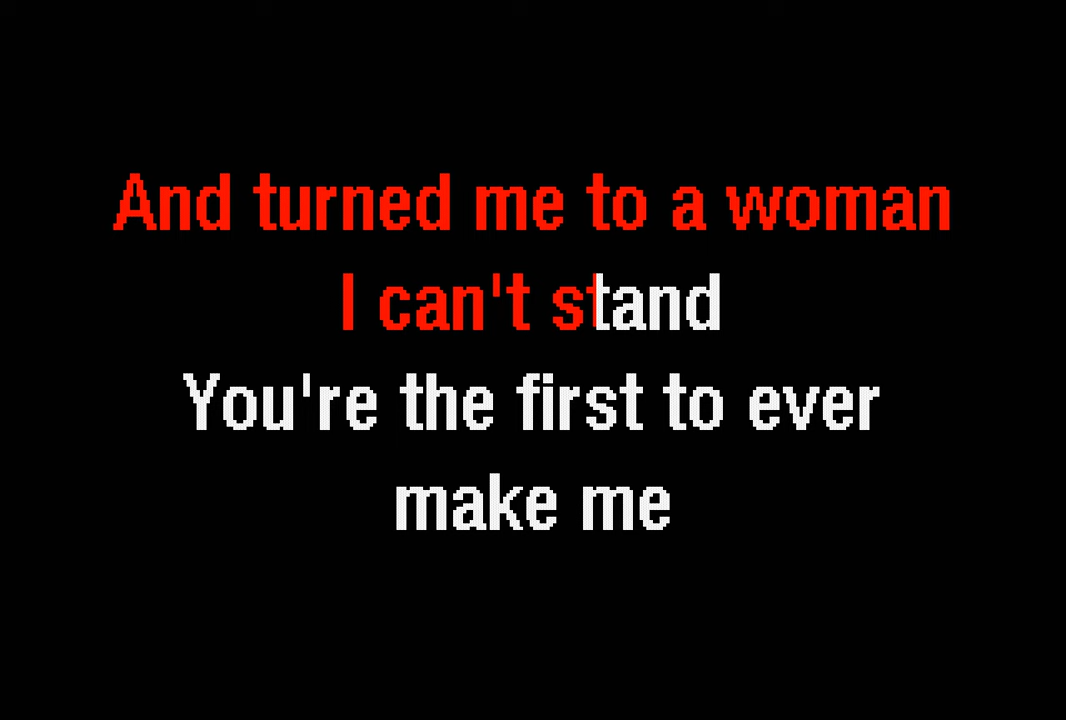 And turned me to a woman
I can't stand
You're the first to ever
make me